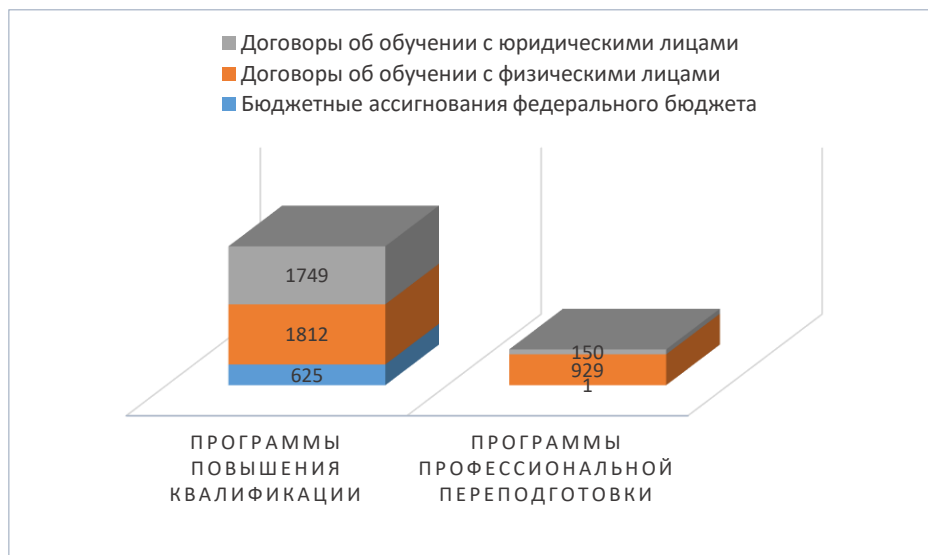 Договоры об обучении с юридическими лицами
Договоры об обучении с физическими лицами
Бюджетные ассигнования федерального бюджета
1749
1812
625
150
929
1
ПРОГРАММЫ
ПОВЫШЕНИЯ
КВАЛИФИКАЦИИ
ПРОГРАММЫ
ПРОФЕССИОНАЛЬНОЙ
ПЕРЕПОДГОТОВКИ